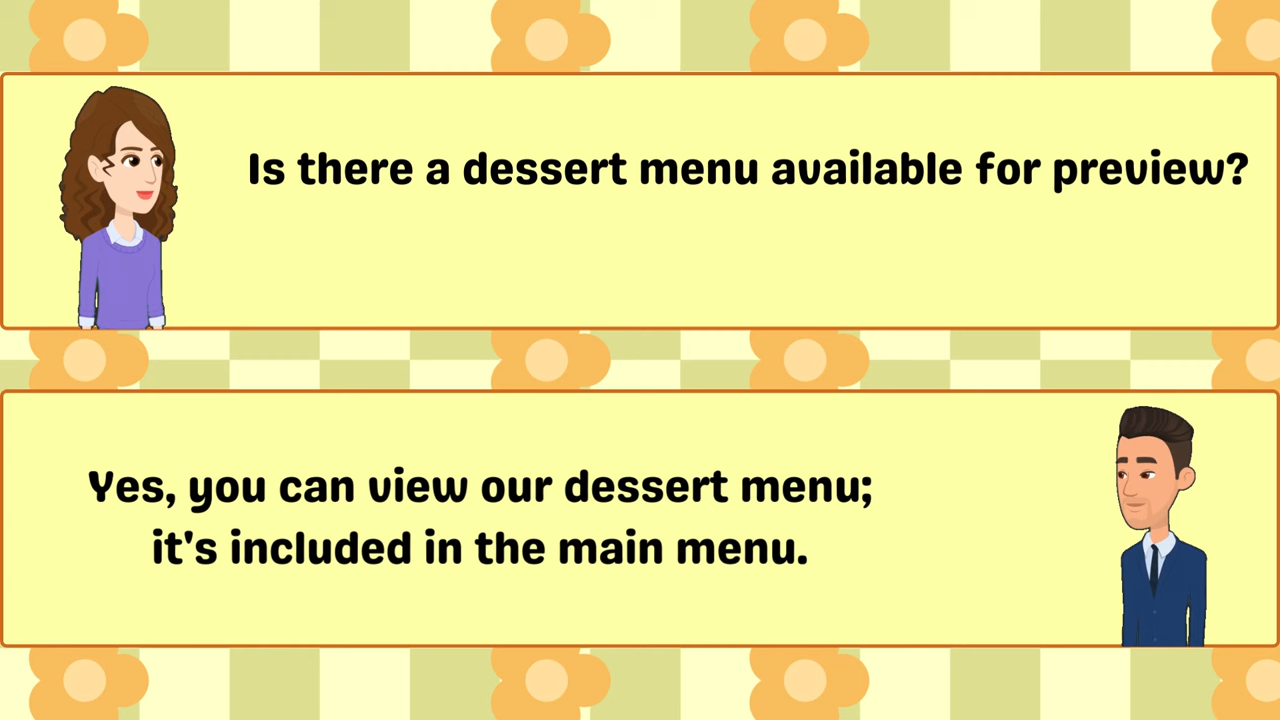 Is there a dessert menu available for preview?
Yes, you can view our dessert menu;
it's included in the main menu.